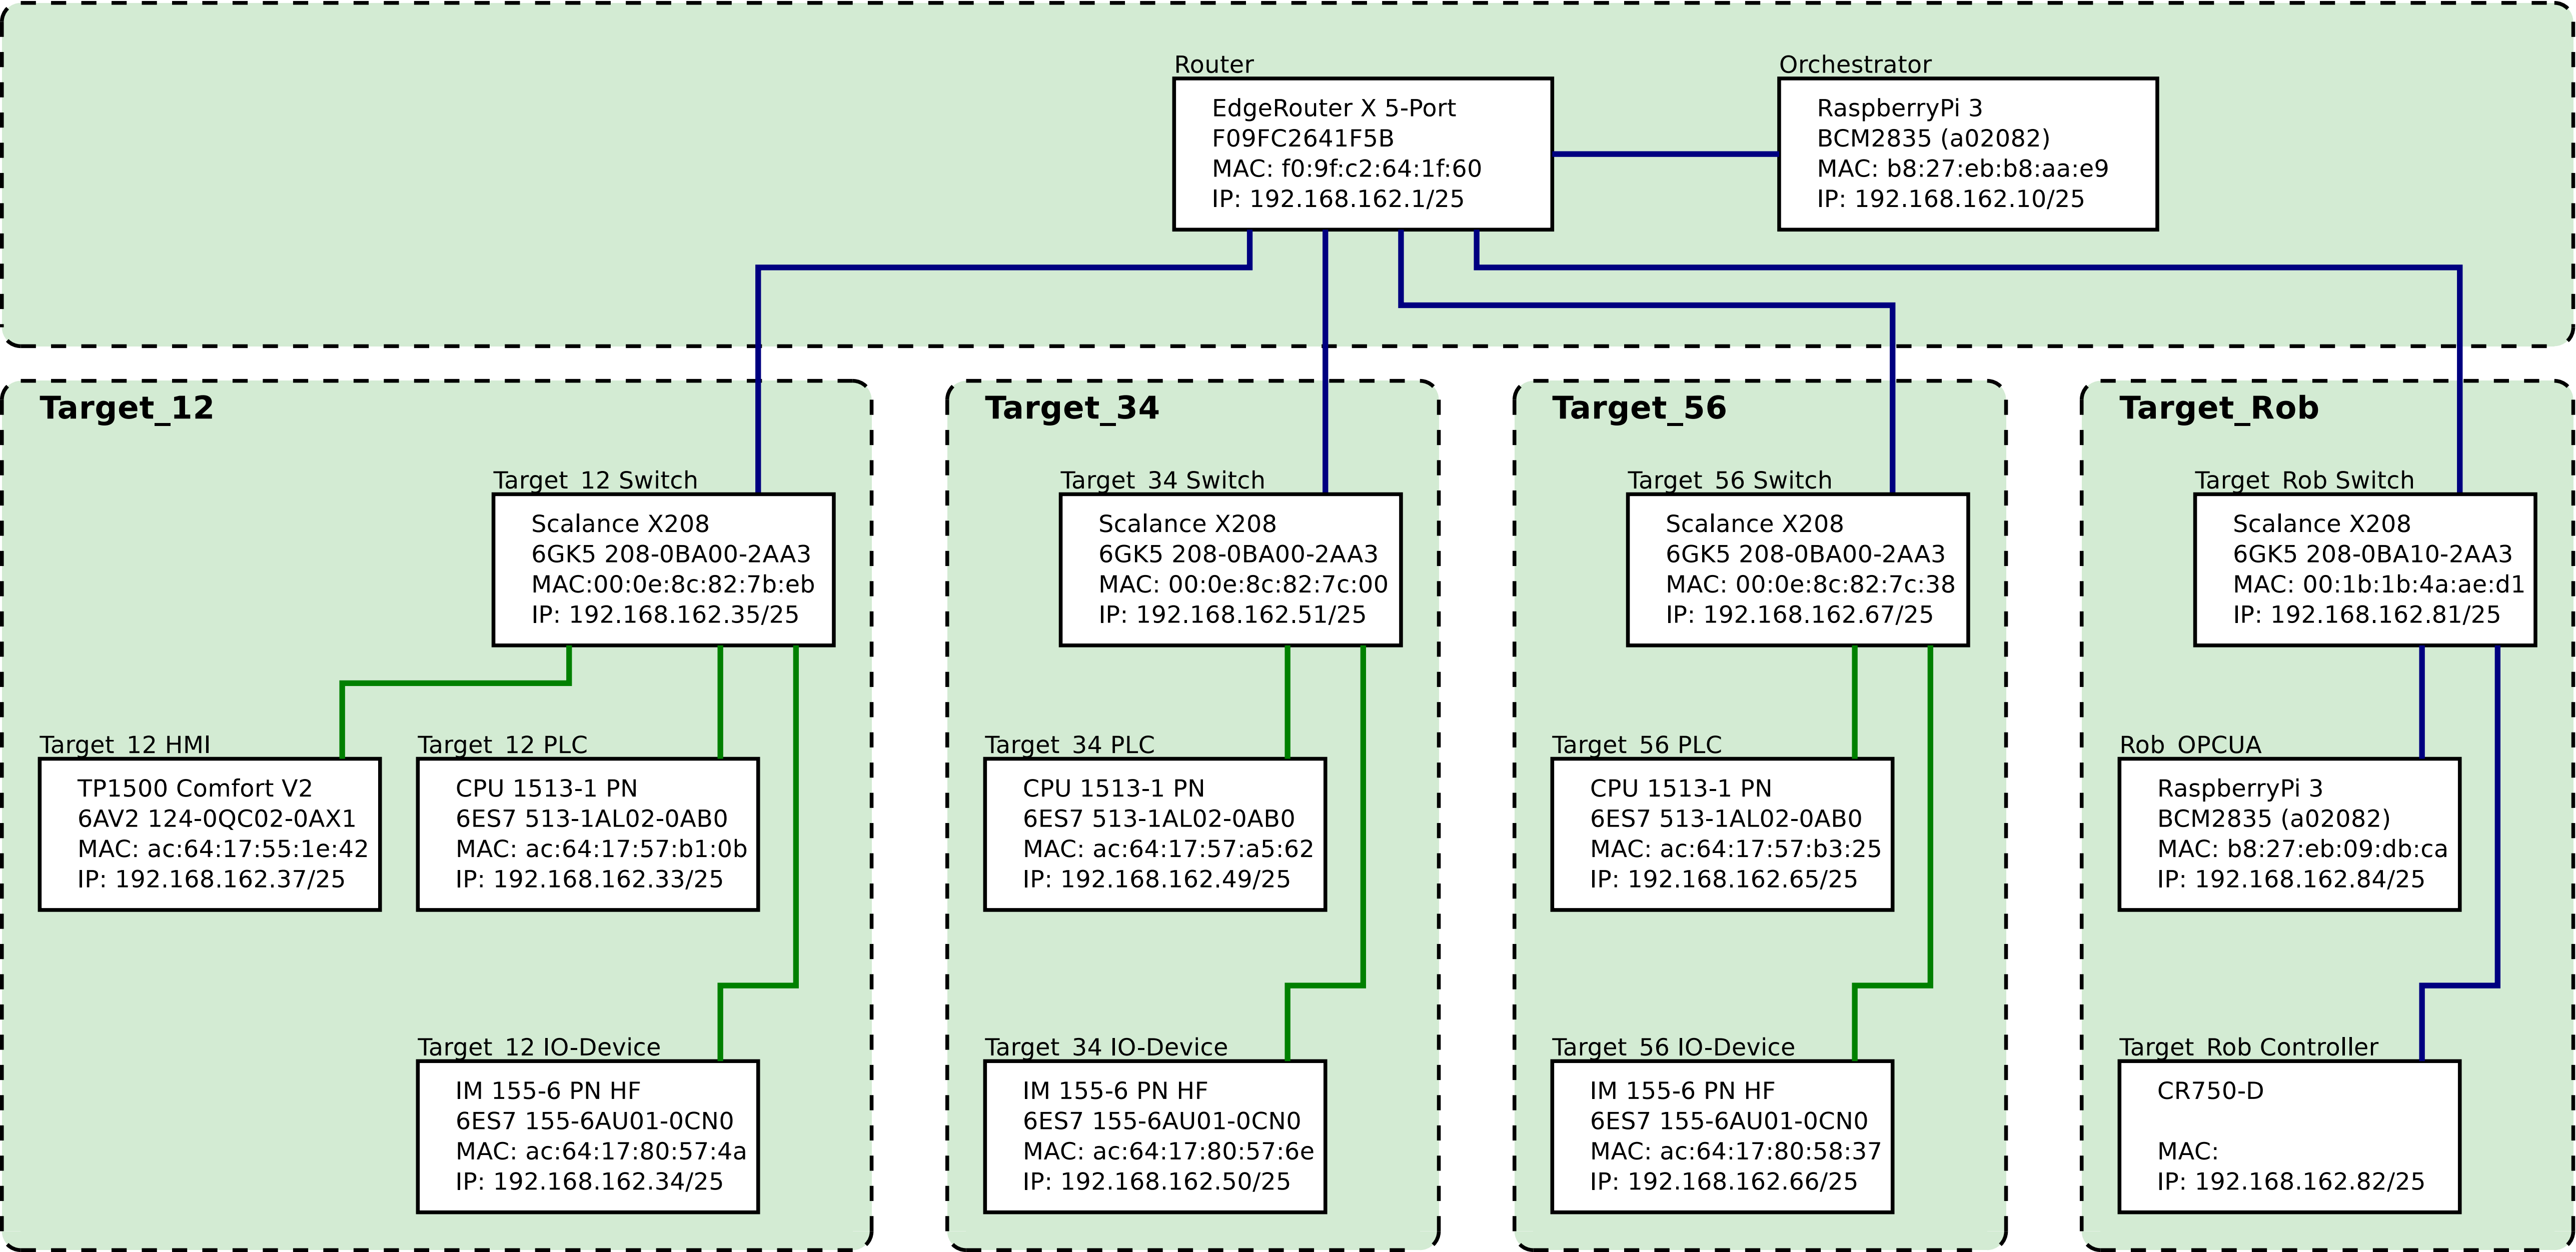 Router
EdgeRouter X 5-Port
F09FC2641F5B
MAC: f0:9f:c2:64:1f:60
IP: 192.168.162.1/25
Orchestrator
RaspberryPi 3
BCM2835 (a02082)
MAC: b8:27:eb:b8:aa:e9
IP: 192.168.162.10/25
Target_12
Target_12 Switch
Scalance X208
6GK5 208-0BA00-2AA3
MAC:00:0e:8c:82:7b:eb
IP: 192.168.162.35/25
Target_12 HMI
TP1500 Comfort V2
6AV2 124-0QC02-0AX1
MAC: ac:64:17:55:1e:42
IP: 192.168.162.37/25
Target_12 PLC
CPU 1513-1 PN
6ES7 513-1AL02-0AB0
MAC: ac:64:17:57:b1:0b
IP: 192.168.162.33/25
Target_12 IO-Device
IM 155-6 PN HF
6ES7 155-6AU01-0CN0
MAC: ac:64:17:80:57:4a
IP: 192.168.162.34/25
Target_34
Target_34 Switch
Scalance X208
6GK5 208-0BA00-2AA3
MAC: 00:0e:8c:82:7c:00
IP: 192.168.162.51/25
Target_34 PLC
CPU 1513-1 PN
6ES7 513-1AL02-0AB0
MAC: ac:64:17:57:a5:62
IP: 192.168.162.49/25
Target_34 IO-Device
IM 155-6 PN HF
6ES7 155-6AU01-0CN0
MAC: ac:64:17:80:57:6e
IP: 192.168.162.50/25
Target_56
Target_56 Switch
Scalance X208
6GK5 208-0BA00-2AA3
MAC: 00:0e:8c:82:7c:38
IP: 192.168.162.67/25
Target_56 PLC
CPU 1513-1 PN
6ES7 513-1AL02-0AB0
MAC: ac:64:17:57:b3:25
IP: 192.168.162.65/25
Target_56 IO-Device
IM 155-6 PN HF
6ES7 155-6AU01-0CN0
MAC: ac:64:17:80:58:37
IP: 192.168.162.66/25
Target_Rob
Target_Rob Switch
Scalance X208
6GK5 208-0BA10-2AA3
MAC: 00:1b:1b:4a:ae:d1
IP: 192.168.162.81/25
Rob_OPCUA
RaspberryPi 3
BCM2835 (a02082)
MAC: b8:27:eb:09:db:ca
IP: 192.168.162.84/25
Target_Rob Controller
CR750-D
MAC:
IP: 192.168.162.82/25